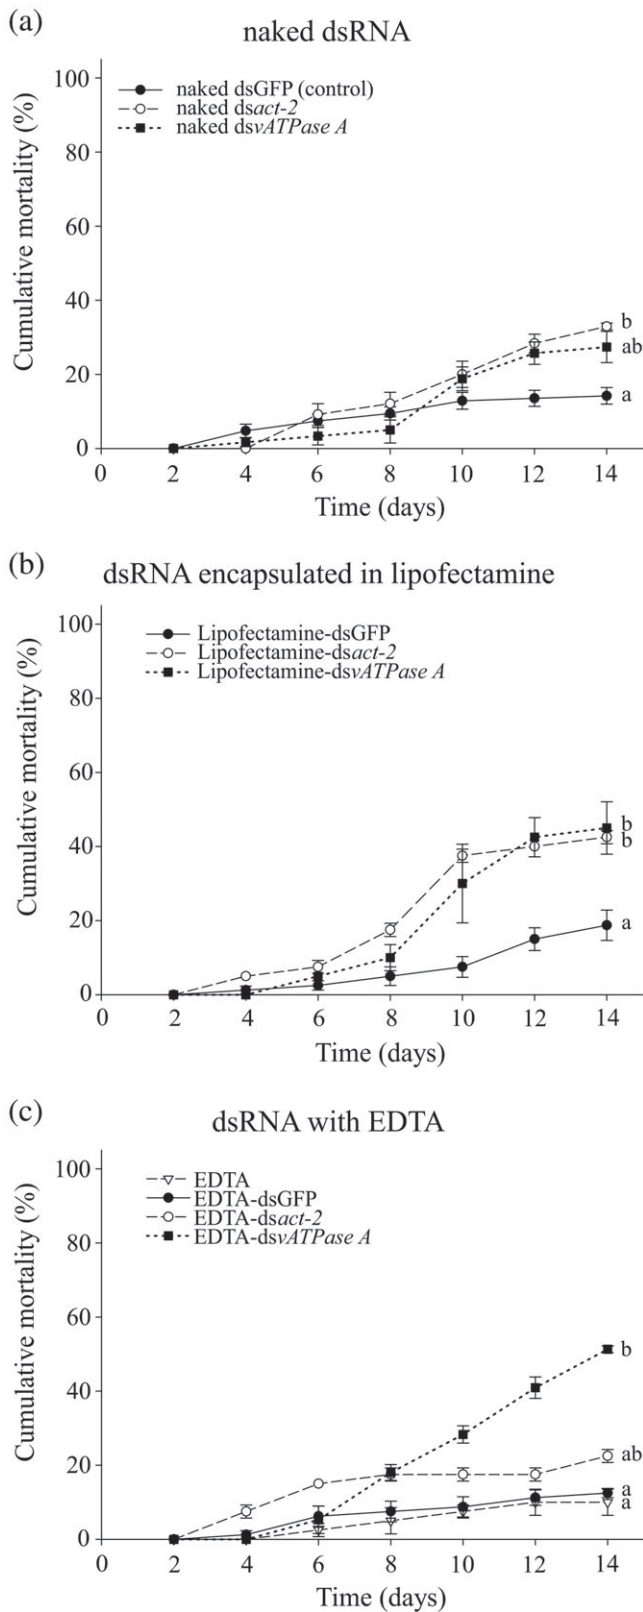 (a)
naked dsRNA
Cumulative mortality (%)
100
80
60
40
20
0
naked dsGFP (control)
naked dsact-2
naked dsvATPase A
b
ab
a
0 2 4 6 8 10 12 14
Time (days)
(b)
dsRNA encapsulated in lipofectamine
Cumulative mortality (%)
100
80
60
40
20
0
Lipofectamine-dsGFP
Lipofectamine-dsact-2
Lipofectamine-dsvATPase A
b
b
a
0 2 4 6 8 10 12 14
Time (days)
(c)
dsRNA with EDTA
Cumulative mortality (%)
100
80
60
40
20
0
EDTA
EDTA-dsGFP
EDTA-dsact-2
EDTA-dsvATPase A
b
ab
a
a
0 2 4 6 8 10 12 14
Time (days)